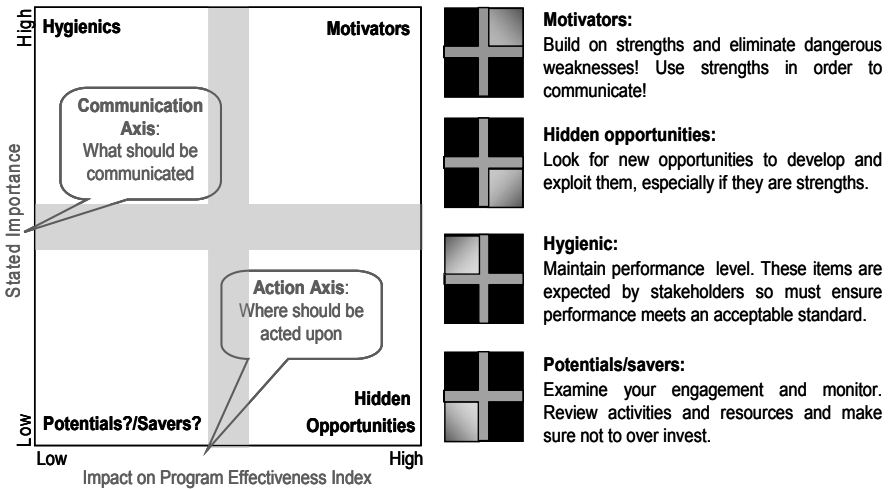 High
Hygienics
Motivators
Communication
Axis:
What should be
communicated
Stated Importance
Action Axis:
Where should be
acted upon
Hidden
Opportunities
Potentials?/Savers?
Low
Low
High
Impact on Program Effectiveness Index
Motivators:
Build on strengths and eliminate dangerous
weaknesses! Use strengths in order to
communicate!
Hidden opportunities:
Look for new opportunities to develop and
exploit them, especially if they are strengths.
Hygienic:
Maintain performance level. These items are
expected by stakeholders so must ensure
performance meets an acceptable standard.
Potentials/savers:
Examine your engagement and monitor.
Review activities and resources and make
sure not to over invest.